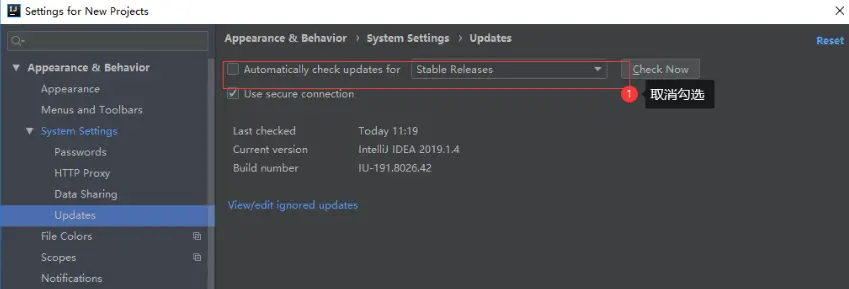 Settings for New Projects
Appearance & Behavior › System Settings › Updates
Reset
Appearance & Behavior
Appearance
Menus and Toolbars
System Settings
Passwords
HTTP Proxy
Data Sharing
Updates
File Colors
Scopes
Notifications
Automatically check updates for Stable Releases Check Now
Use secure connection
1 取消勾选
Last checked Today 11:19
Current version IntelliJ IDEA 2019.1.4
Build number IU-191.8026.42
View/edit ignored updates